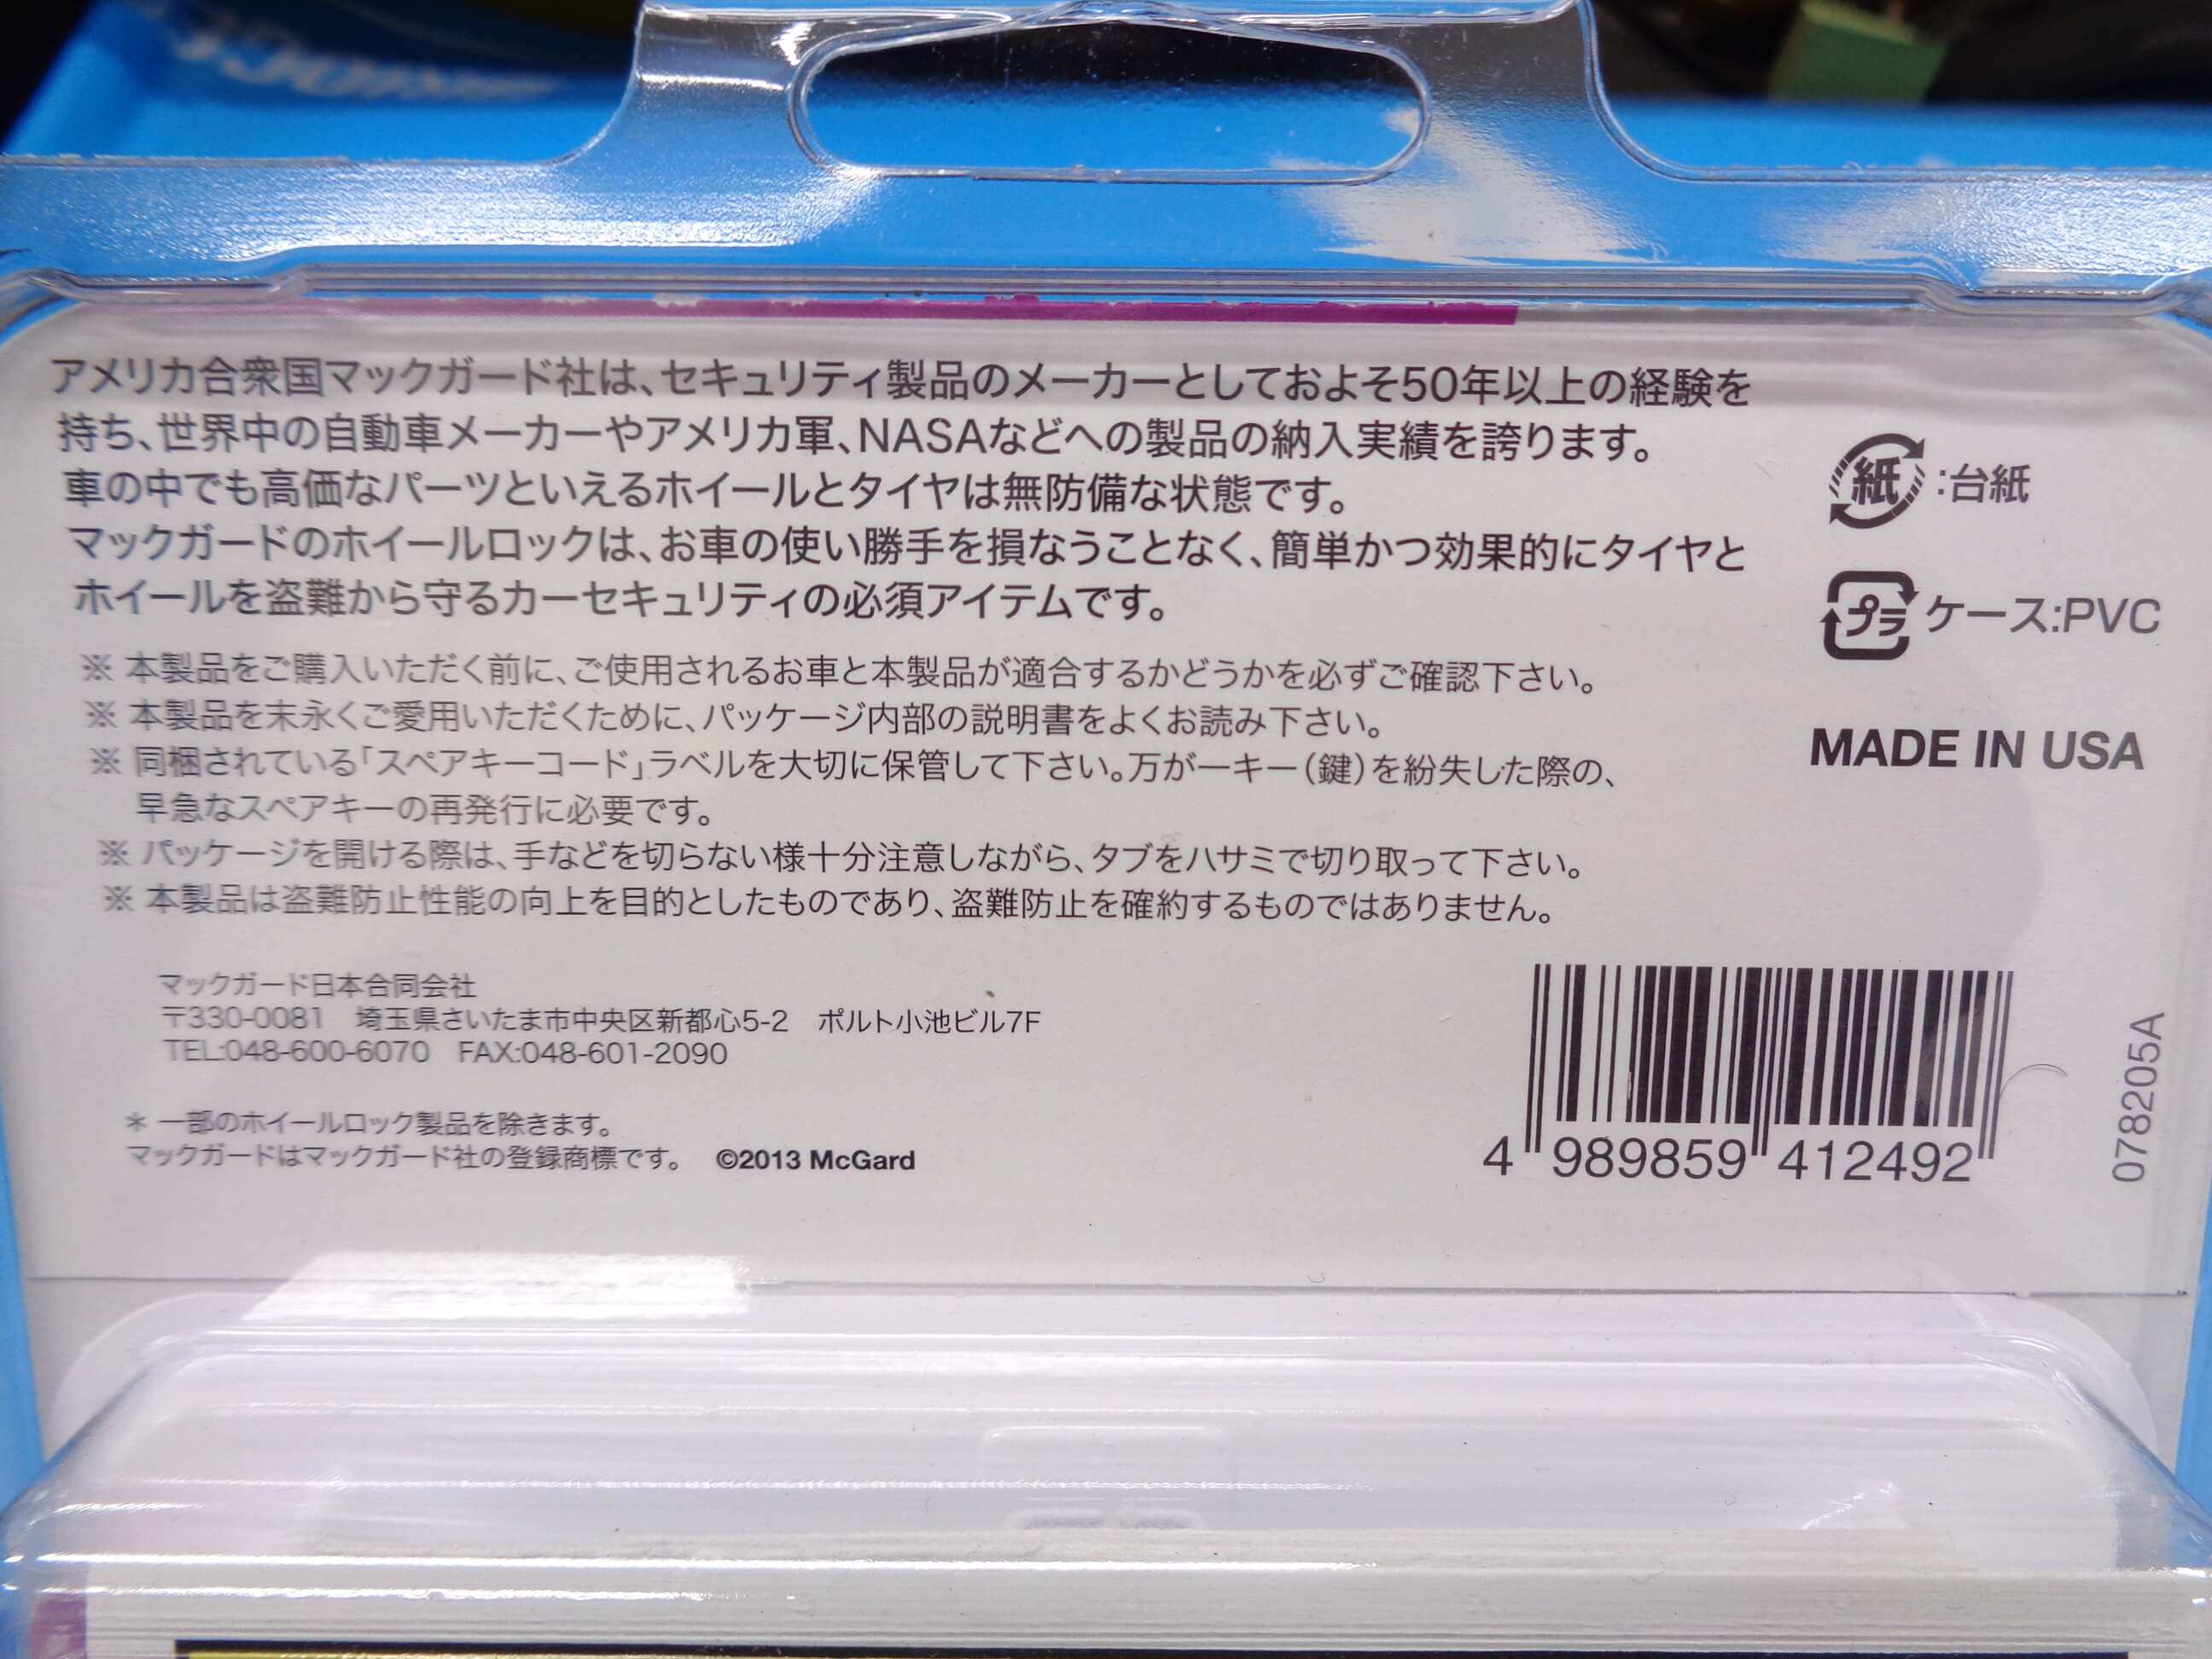 アメリカ合衆国マックガード社は、セキュリティ製品のメーカーとしておよそ50年以上の経験を
持ち、世界中の自動車メーカーやアメリカ軍、NASAなどへの製品の納入実績を誇ります。
車の中でも高価なパーツといえるホイールとタイヤは無防備な状態です。
マックガードのホイールロックは、お車の使い勝手を損なうことなく、簡単かつ効果的にタイヤと
ホイールを盗難から守るカーセキュリティの必須アイテムです。
※ 本製品をご購入いただく前に、ご使用されるお車と本製品が適合するかどうかを必ずご確認下さい。
※ 本製品を末永くご愛用いただくために、パッケージ内部の説明書をよくお読み下さい。
※ 同梱されている「スペアキーコード」ラベルを大切に保管して下さい。万が一キー(鍵)を紛失した際の、
早急なスペアキーの再発行に必要です。
※ パッケージを開ける際は、手などを切らない様十分注意しながら、タブをハサミで切り取って下さい。
※ 本製品は盗難防止性能の向上を目的としたものであり、盗難防止を確約するものではありません。
マックガード日本合同会社
〒330-0081 埼玉県さいたま市中央区新都心5-2 ポルト小池ビル7F
TEL:048-600-6070 FAX:048-601-2090
＊ 一部のホイールロック製品を除きます。
マックガードはマックガード社の登録商標です。 ©2013 McGard
紙 :台紙
プラ ケース:PVC
MADE IN USA
4 989859 412492
078205A